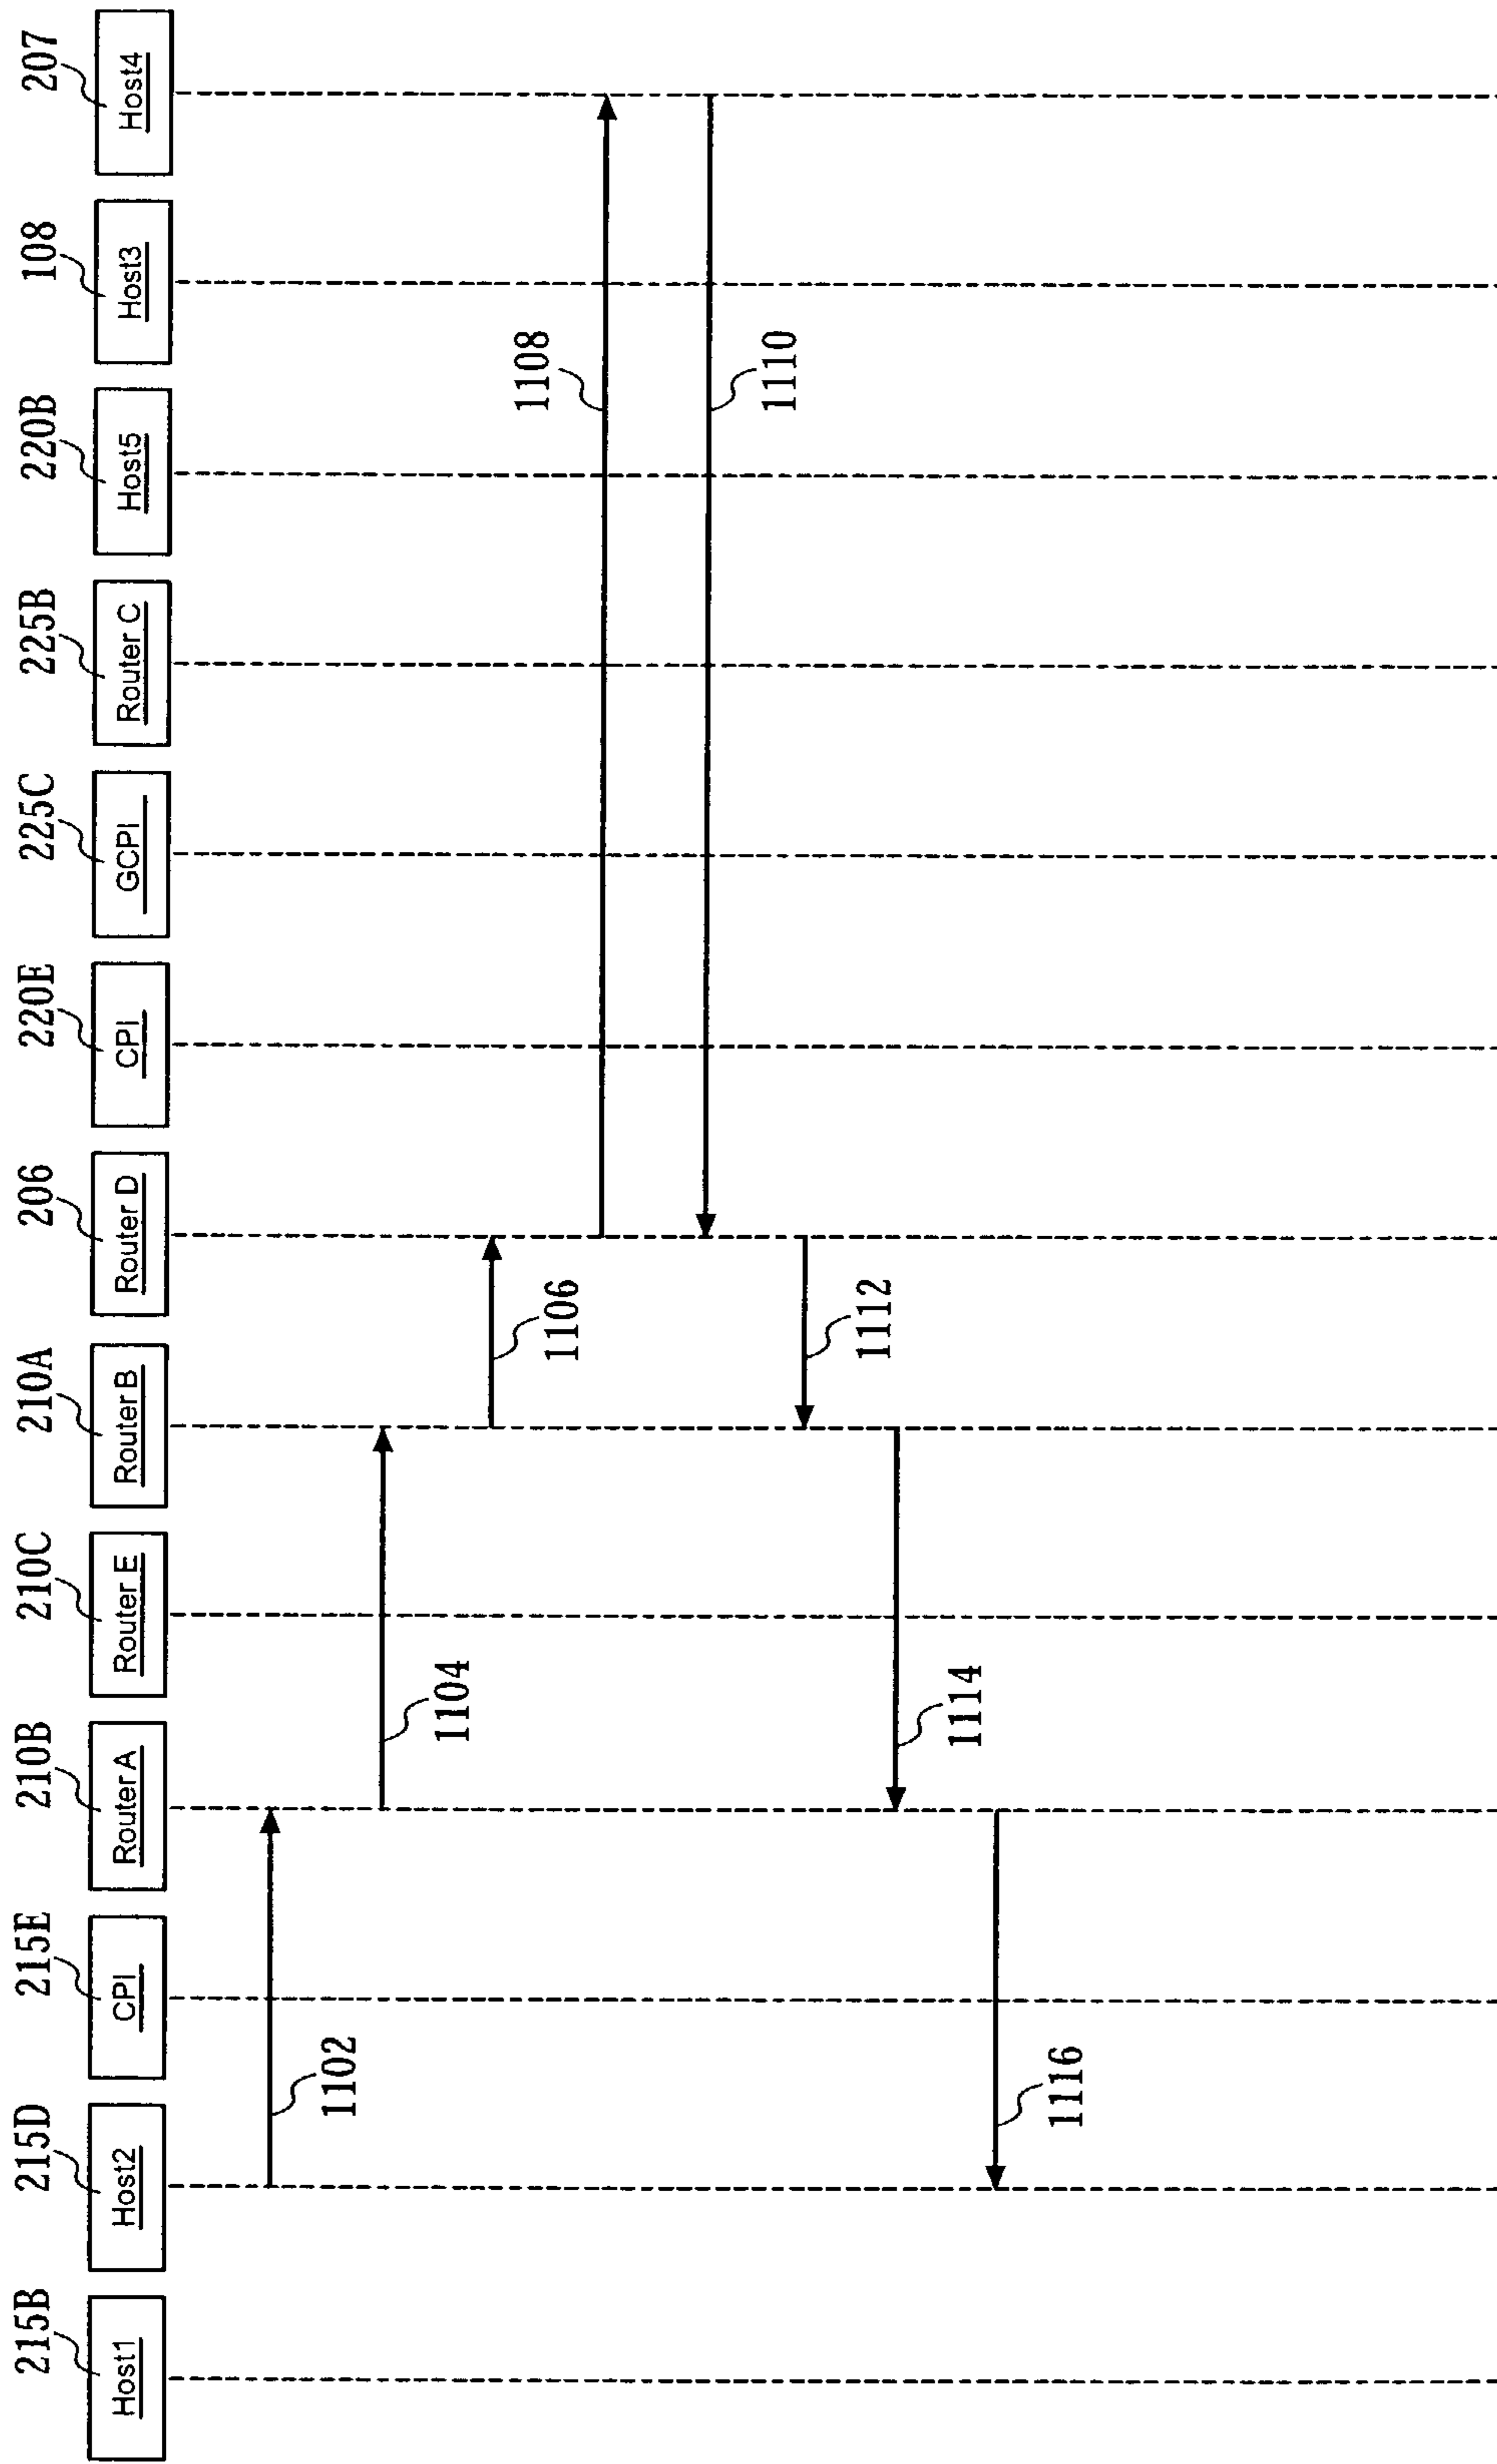 215B
215D
215E
210B
210C
210A
206
220E
225C
225B
220B
108
207
Host1
Host2
CPI
Router A
Router E
Router B
Router D
CPI
GCPI
Router C
Host5
Host3
Host4
1102
1104
1106
1108
1110
1112
1114
1116